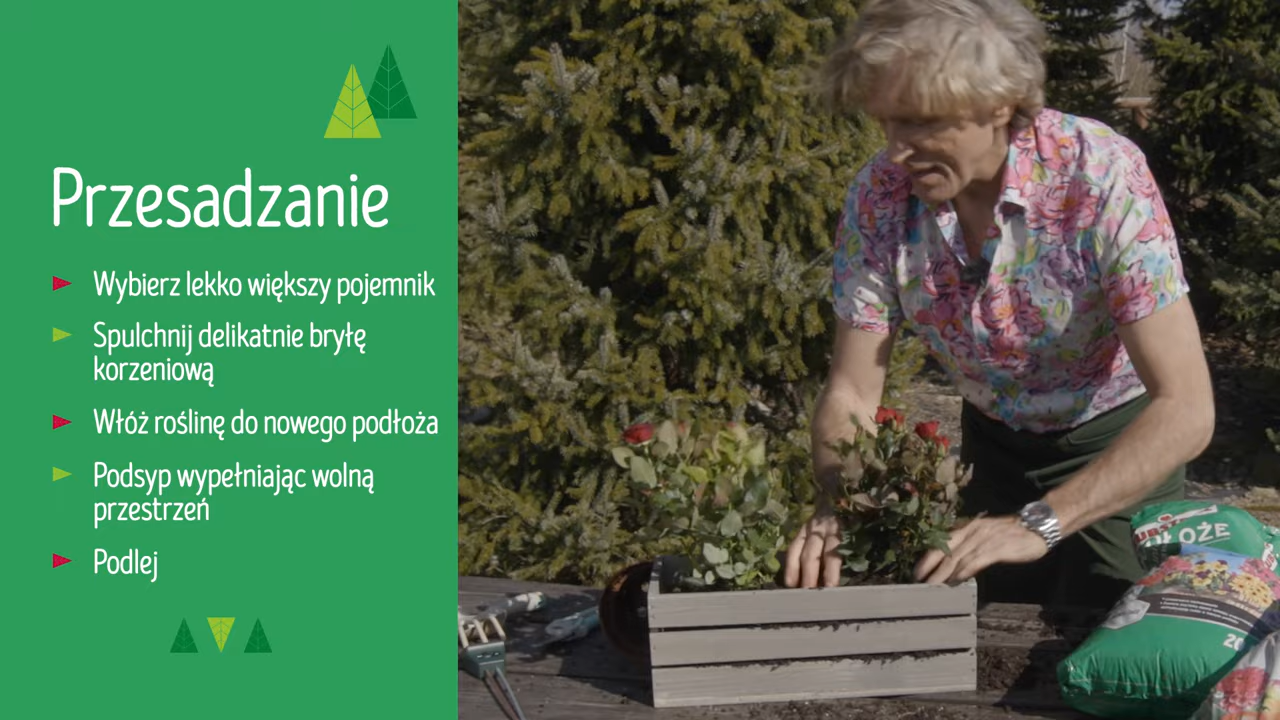 Przesadzanie
Wybierz lekko większy pojemnik
Spulchnij delikatnie bryłę
korzeniową
Włóż roślinę do nowego podłoża
Podsyp wypełniając wolną
przestrzeń
Podlej
20